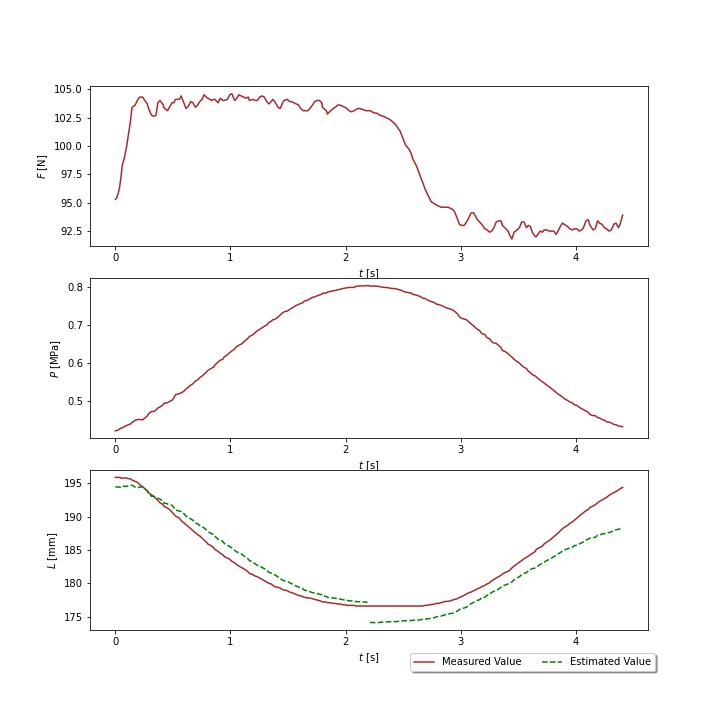 105.0
102.5
100.0
97.5
95.0
92.5
F [N]
0 1 2 3 4
t [s]
0.8
0.7
0.6
0.5
P [MPa]
0 1 2 3 4
t [s]
195
190
185
180
175
L [mm]
0 1 2 3 4
t [s]
Measured Value Estimated Value